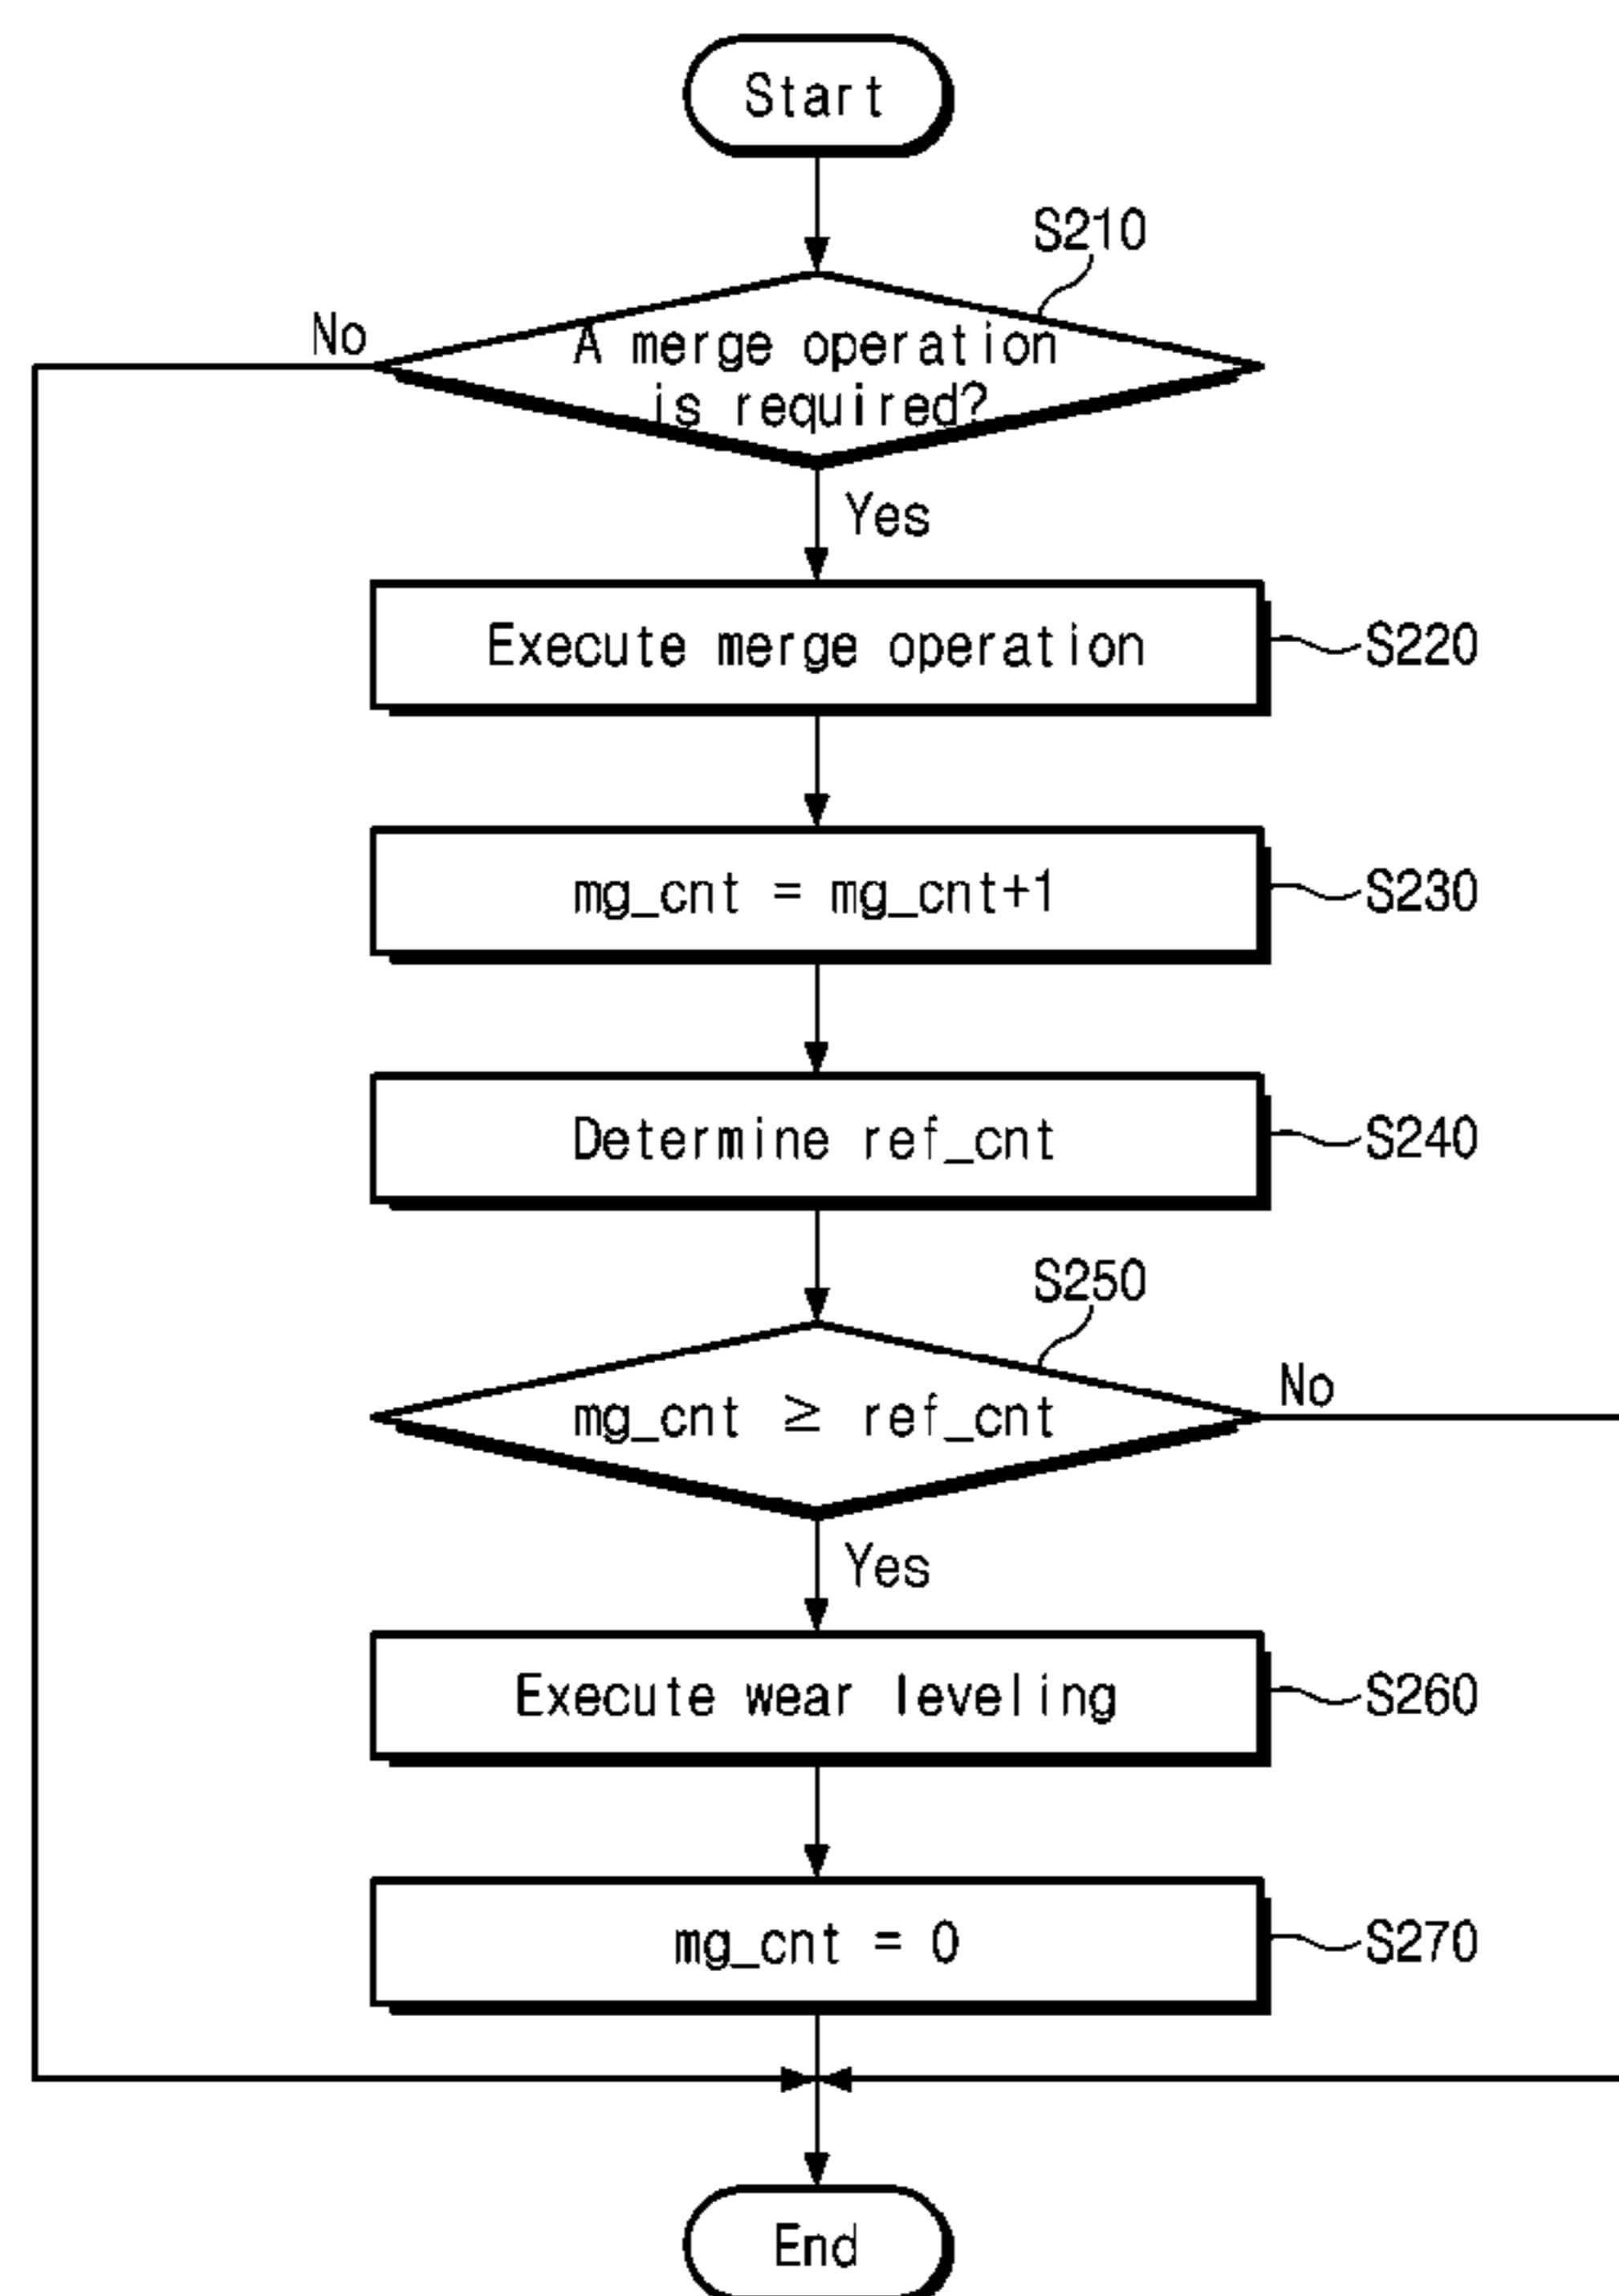 Start
S210
No
A merge operation
is required?
Yes
Execute merge operation
S220
mg_cnt = mg_cnt+1
S230
Determine ref_cnt
S240
S250
mg_cnt ≥ ref_cnt
No
Yes
Execute wear leveling
S260
mg_cnt = 0
S270
End